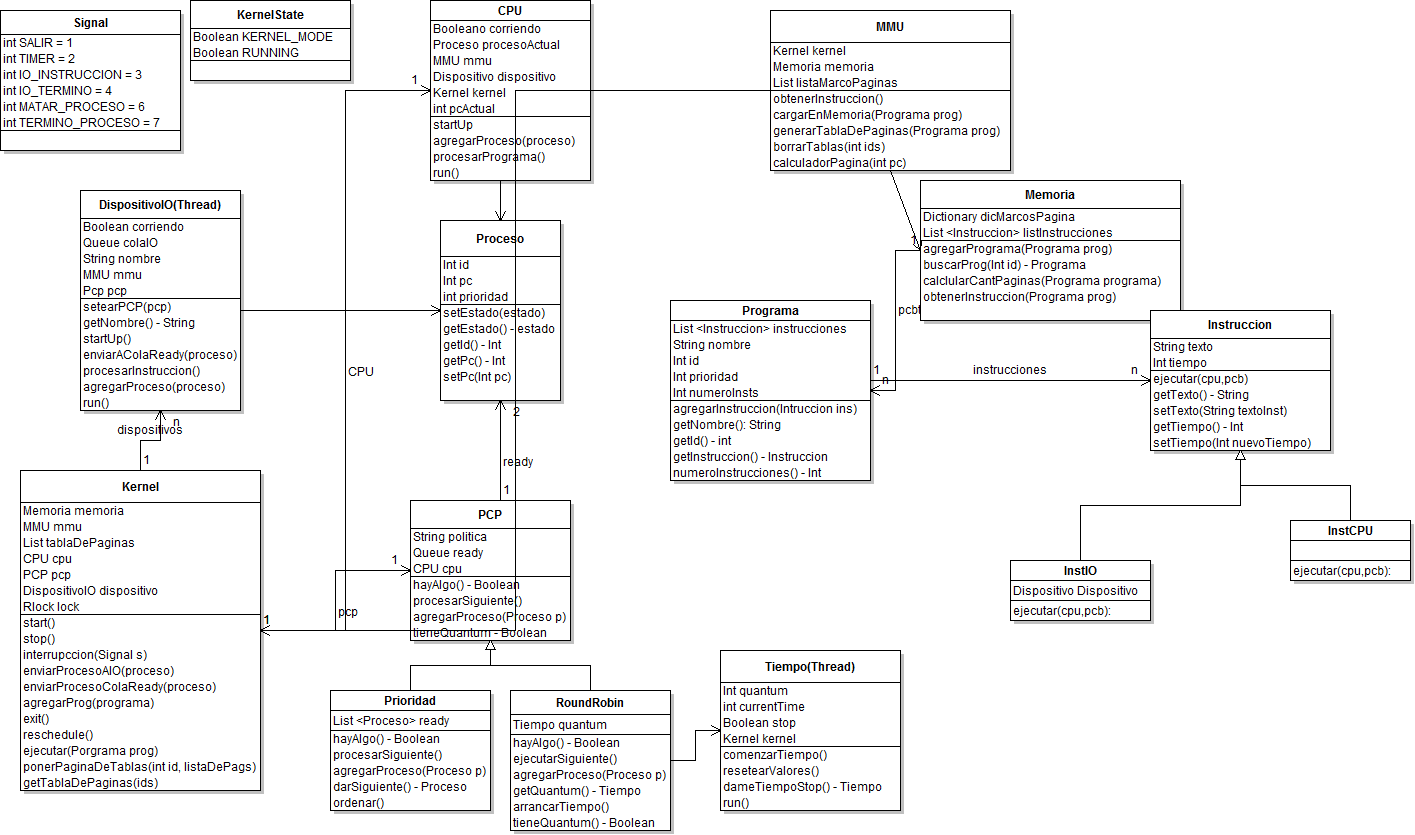 Signal
int SALIR = 1
int TIMER = 2
int IO_INSTRUCCION = 3
int IO_TERMINO = 4
int MATAR_PROCESO = 6
int TERMINO_PROCESO = 7
KernelState
Boolean KERNEL_MODE
Boolean RUNNING
CPU
Booleano corriendo
Proceso procesoActual
MMU mmu
Dispositivo dispositivo
Kernel kernel
int pcActual
startUp
agregarProceso(proceso)
procesarPrograma()
run()
1
MMU
Kernel kernel
Memoria memoria
List listaMarcoPaginas
obtenerInstruccion()
cargarEnMemoria(Programa prog)
generarTablaDePaginas(Programa prog)
borrarTablas(int ids)
calculadorPagina(int pc)
Memoria
Dictionary dicMarcosPagina
List <Instruccion> listInstrucciones
agregarPrograma(Programa prog)
buscarProg(Int id) - Programa
calclularCantPaginas(Programa programa)
obtenerInstruccion(Programa prog)
1
DispositivoIO(Thread)
Boolean corriendo
Queue colaIO
String nombre
MMU mmu
Pcp pcp
setearPCP(pcp)
getNombre() - String
startUp()
enviarAColaReady(proceso)
procesarInstruccion()
agregarProceso(proceso)
run()
Proceso
Int id
Int pc
int prioridad
setEstado(estado)
getEstado() - estado
getId() - Int
getPc() - Int
setPc(Int pc)
CPU
2
Programa
List <Instruccion> instrucciones
String nombre
Int id
Int prioridad
Int numeroInsts
agregarInstruccion(Intruccion ins)
getNombre(): String
getId() - int
getInstruccion() - Instruccion
numeroInstrucciones() - Int
pcbt
1
n
instrucciones
n
Instruccion
String texto
Int tiempo
ejecutar(cpu,pcb)
getTexto() - String
setTexto(String textoInst)
getTiempo() - Int
setTiempo(Int nuevoTiempo)
n
dispositivos
1
ready
1
Kernel
Memoria memoria
MMU mmu
List tablaDePaginas
CPU cpu
PCP pcp
DispositivoIO dispositivo
Rlock lock
start()
stop()
interrupccion(Signal s)
enviarProcesoAIO(proceso)
enviarProcesoColaReady(proceso)
agregarProg(programa)
exit()
reschedule()
ejecutar(Porgrama prog)
ponerPaginaDeTablas(int id, listaDePags)
getTablaDePaginas(ids)
1
pcp
1
PCP
String politica
Queue ready
CPU cpu
hayAlgo() - Boolean
procesarSiguiente()
agregarProceso(Proceso p)
tieneQuantum - Boolean
InstIO
Dispositivo Dispositivo
ejecutar(cpu,pcb):
InstCPU
ejecutar(cpu,pcb):
Prioridad
List <Proceso> ready
hayAlgo() - Boolean
procesarSiguiente()
agregarProceso(Proceso p)
darSiguiente() - Proceso
ordenar()
RoundRobin
Tiempo quantum
hayAlgo() - Boolean
ejecutarSiguiente()
agregarProceso(Proceso p)
getQuantum() - Tiempo
arrancarTiempo()
tieneQuantum() - Boolean
Tiempo(Thread)
Int quantum
int currentTime
Boolean stop
Kernel kernel
comenzarTiempo()
resetearValores()
dameTiempoStop() - Tiempo
run()